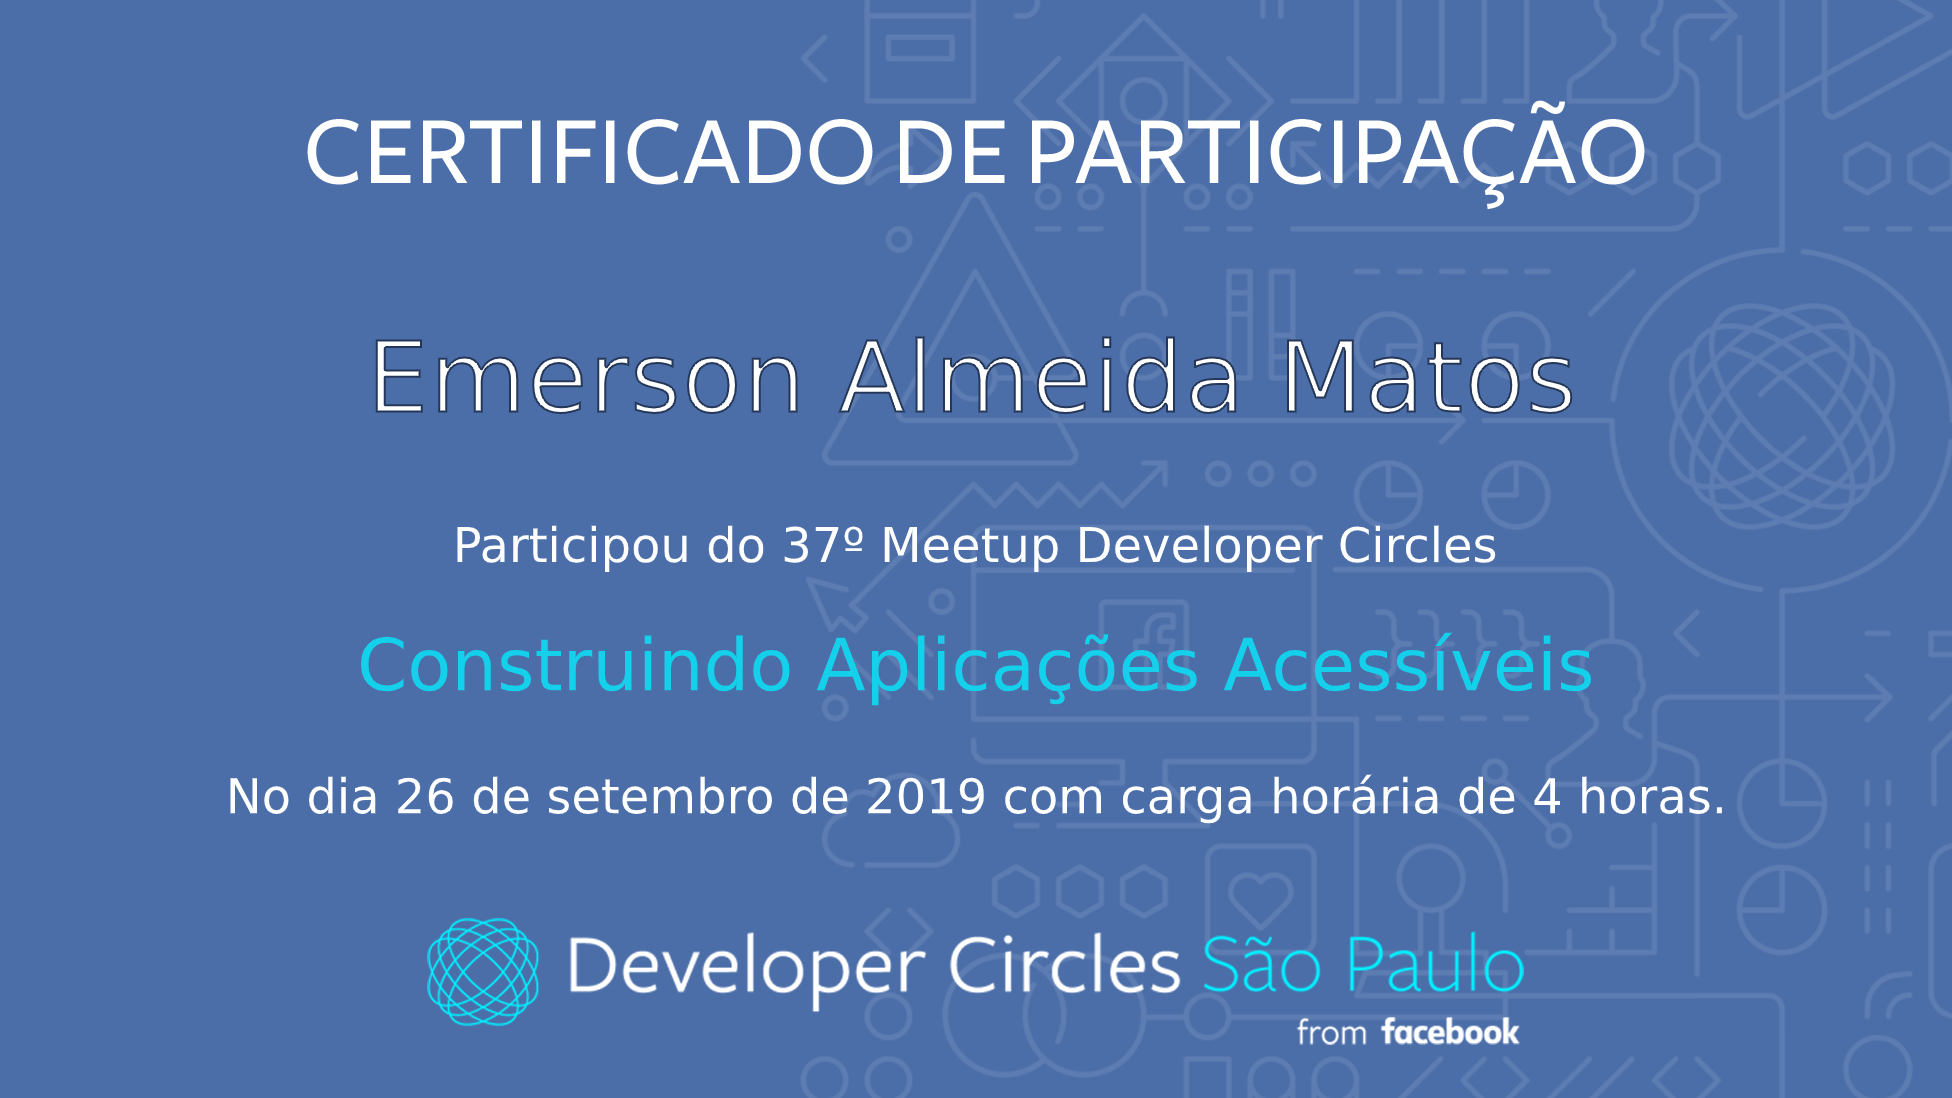 CERTIFICADO DE PARTICIPAÇÃO
Emerson Almeida Matos
Participou do 37º Meetup Developer Circles
Construindo Aplicações Acessíveis
No dia 26 de setembro de 2019 com carga horária de 4 horas.
Developer Circles São Paulo
from facebook